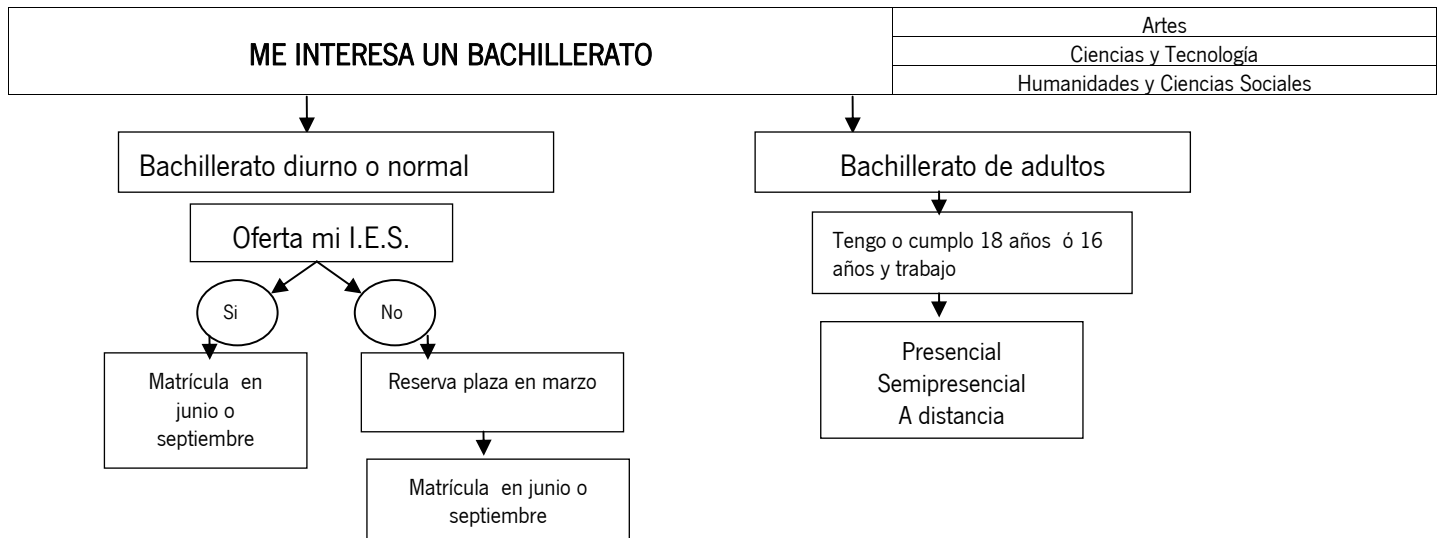 ME INTERESA UN BACHILLERATO
Artes
Ciencias y Tecnología
Humanidades y Ciencias Sociales
Bachillerato diurno o normal
Oferta mi I.E.S.
Si
No
Matrícula en
junio o
septiembre
Reserva plaza en marzo
Matrícula en junio o
septiembre
Bachillerato de adultos
Tengo o cumplo 18 años ó 16
años y trabajo
Presencial
Semipresencial
A distancia